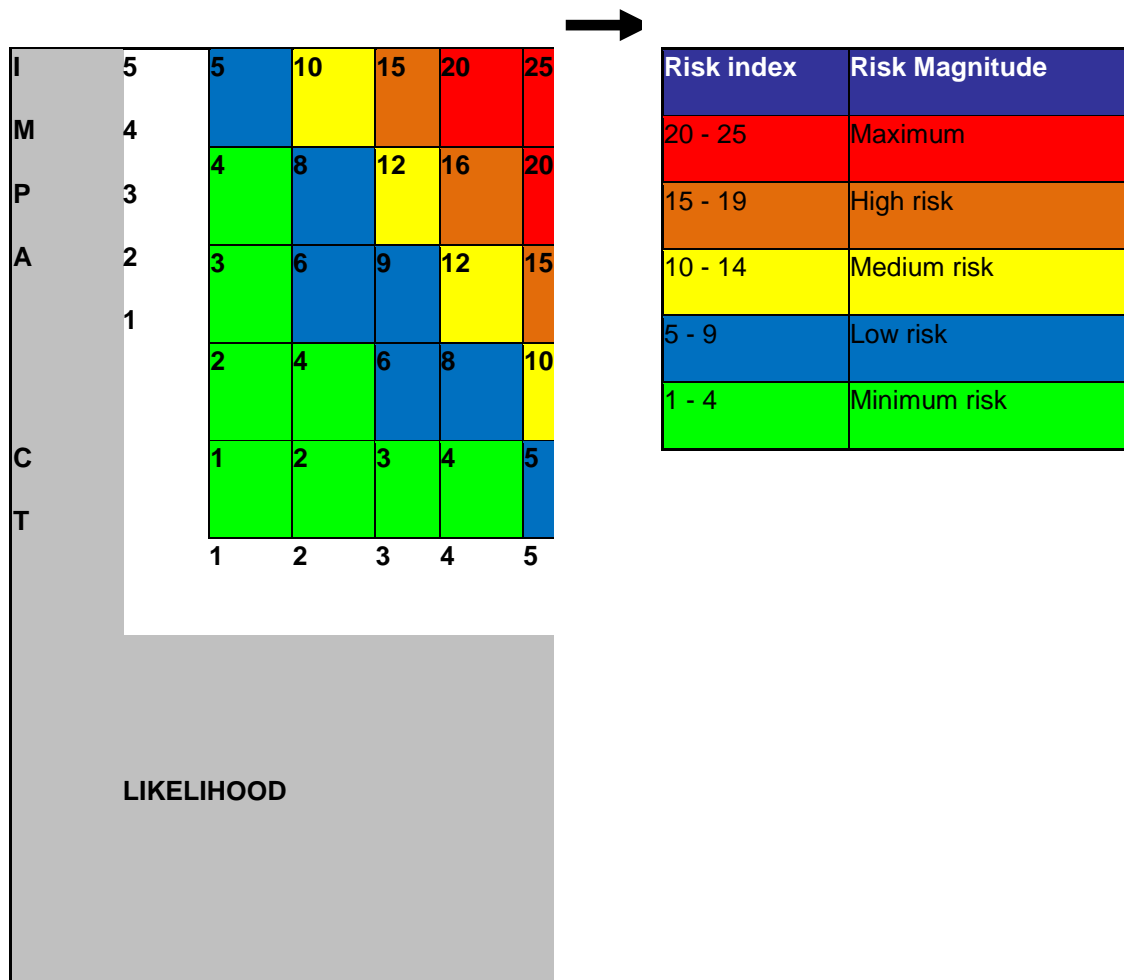 I 5 5 10 15 20 25
M 4
4 8 12 16 20
P 3
A 2 3 6 9 12 15
1
2 4 6 8 10
C 1 2 3 4 5
T
1 2 3 4 5
LIKELIHOOD
Risk index Risk Magnitude
20 - 25 Maximum
15 - 19 High risk
10 - 14 Medium risk
5 - 9 Low risk
1 - 4 Minimum risk